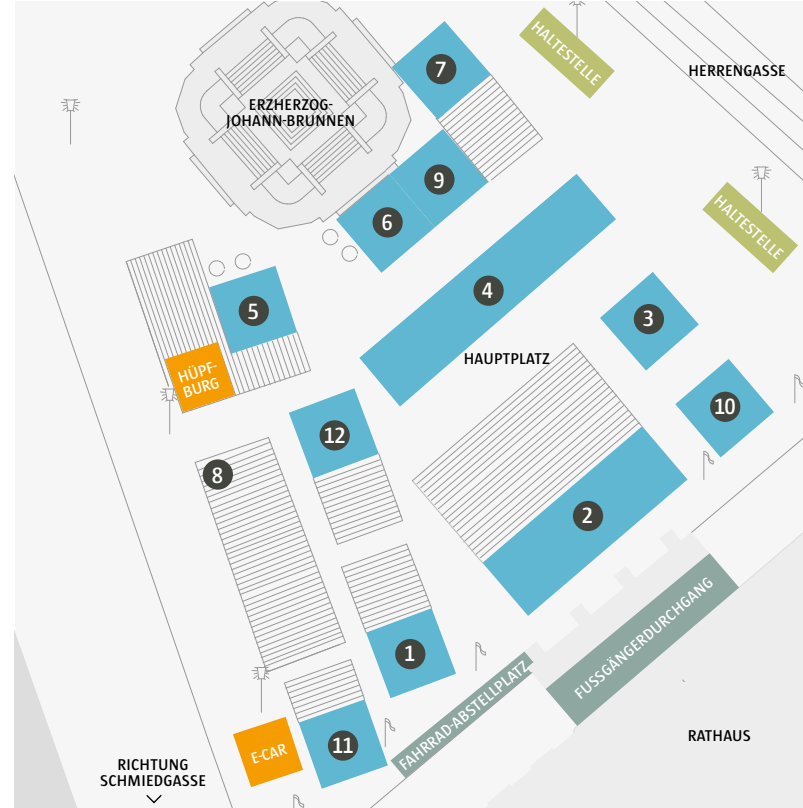 7
HALTESTELLE
HERRENGASSE
ERZHERZOG-
JOHANN-BRUNNEN
9
6
HALTESTELLE
4
5
3
HAUPTPLATZ
HÜPF-
BURG
10
12
8
2
1
FUSSGÄNGERDURCHGANG
FAHRRAD-ABSTELLPLATZ
E-CAR
11
RATHAUS
RICHTUNG
SCHMIEDGASSE